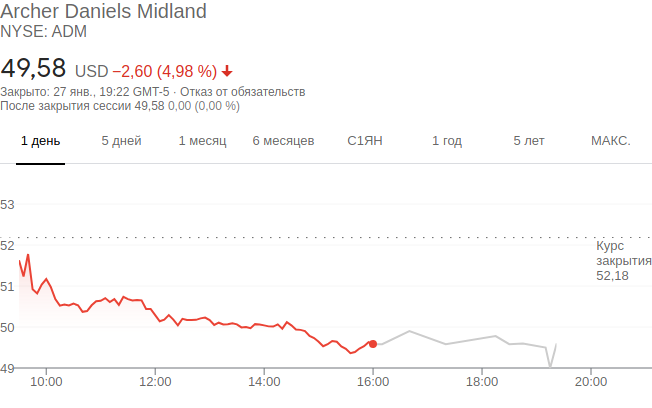 Archer Daniels Midland
NYSE: ADM
49,58 USD −2,60 (4,98 %)
Закрыто: 27 янв., 19:22 GMT-5 · Отказ от обязательств
После закрытия сессии 49,58 0,00 (0,00 %)
1 день 5 дней 1 месяц 6 месяцев С1ЯН 1 год 5 лет МАКС.
53
52
51
50
49
Курс
закрытия
52,18
10:00 12:00 14:00 16:00 18:00 20:00